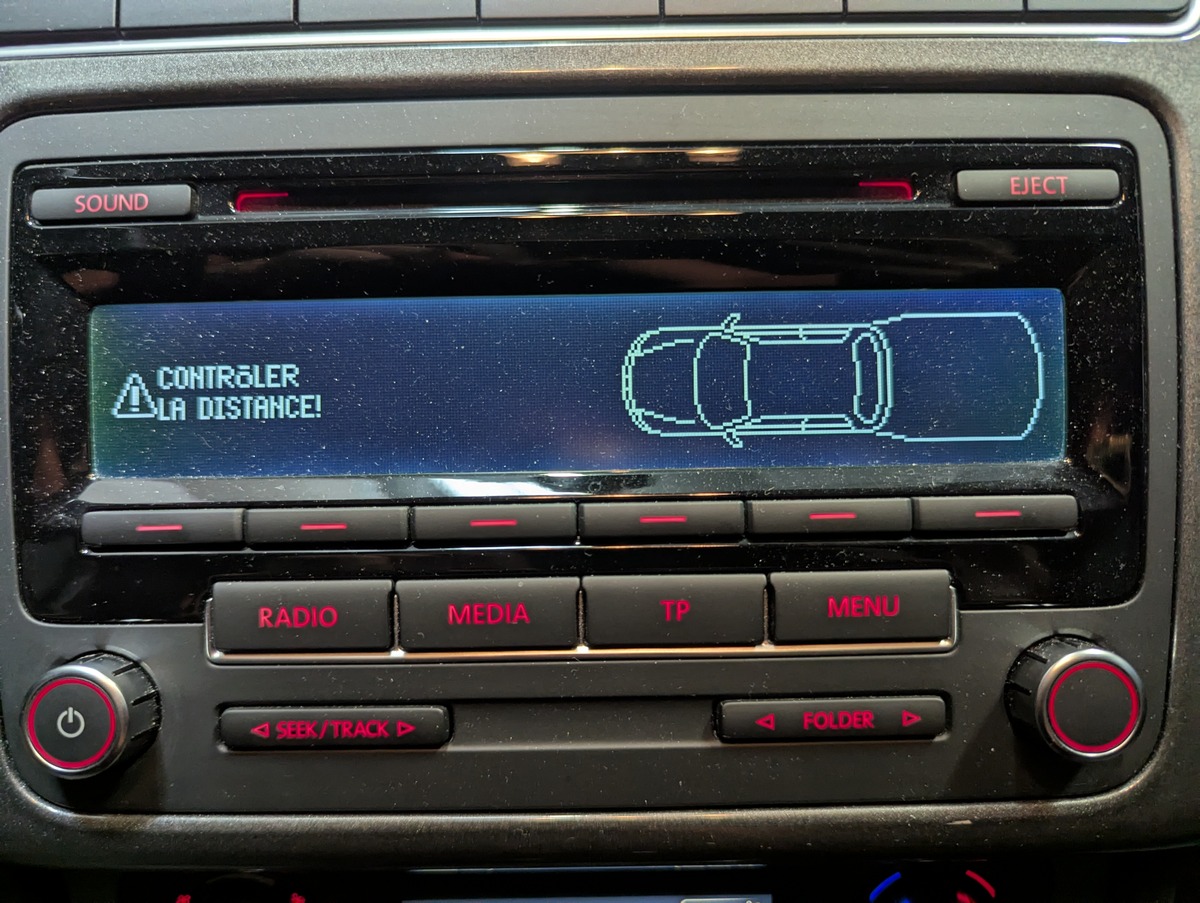 SOUND
EJECT
CONTRôLER
LA DISTANCE!
RADIO
MEDIA
TP
MENU
SEEK/TRACK
FOLDER